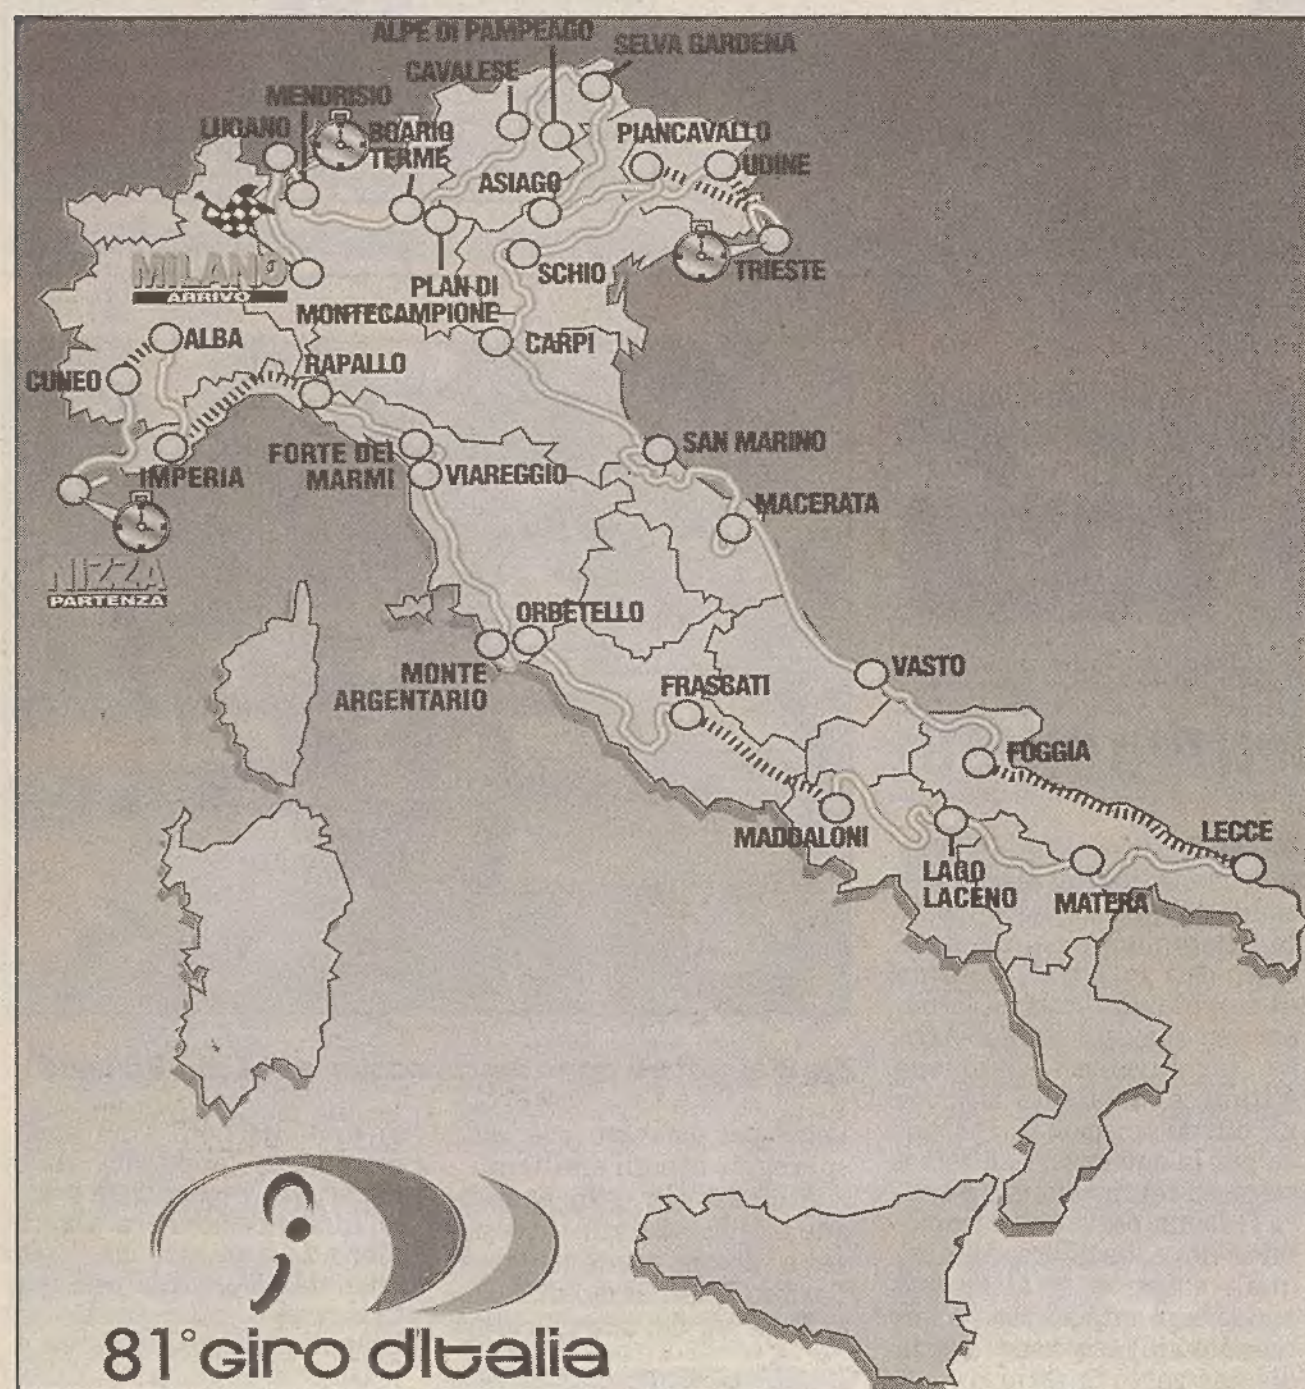 ALPE DI PAMPEAGO
SELVA GARDENA
CAVALESE
MENDRISIO
LUGANO
BOARIO
TERME
PIANCAVALLO
UDINE
ASIAGO
SCHIO
TRIESTE
MILANO
ARRIVO
PLAN DI
MONTECAMPIONE
ALBA
CARPI
RAPALLO
CUNEO
SAN MARINO
FORTE DEI
MARMI
IMPERIA
VIAREGGIO
MACERATA
NIZZA
PARTENZA
ORBETELLO
MONTE
ARGENTARIO
VASTO
FRASCATI
FOGGIA
MADDALONI
LECCE
LAGO
LACENO
MATERA
81° Giro d'Italia